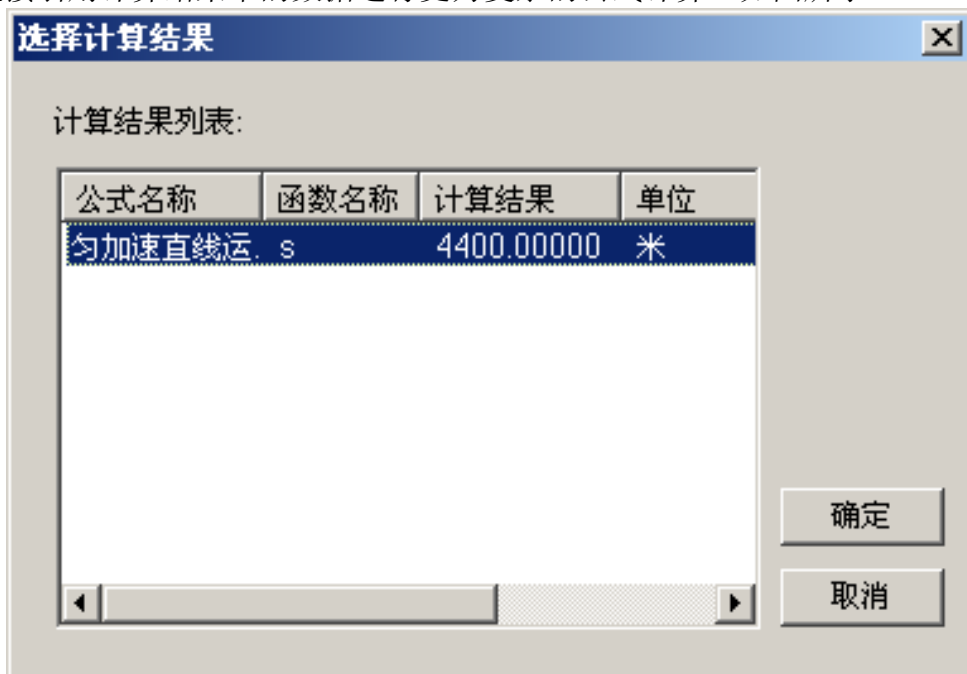 选择计算结果
计算结果列表:
公式名称 函数名称 计算结果 单位
匀加速直线运. s 4400.00000 米
确定
取消